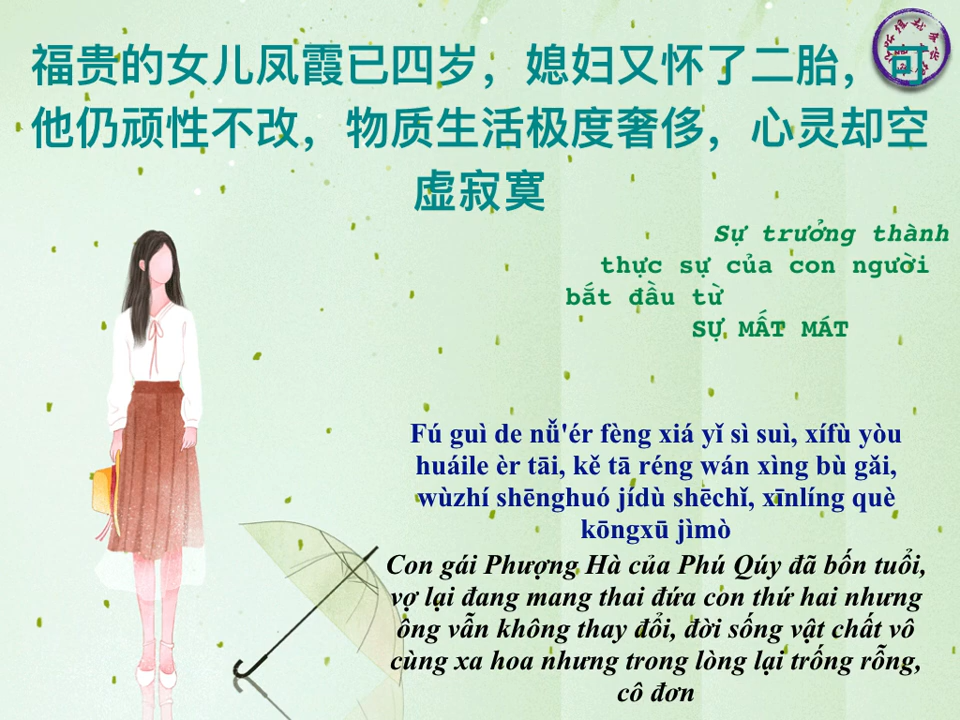 福贵的女儿凤霞已四岁，媳妇又怀了二胎，可
他仍顽性不改，物质生活极度奢侈，心灵却空
虚寂寞
Sự trưởng thành
thực sự của con người
bắt đầu từ
SỰ MẤT MÁT
Fú guì de nǚ'ér fèng xiá yǐ sì suì, xífù yòu
huáile èr tāi, kě tā réng wán xìng bù gǎi,
wùzhí shēnghuó jídù shēchǐ, xīnlíng què
kōngxū jìmò
Con gái Phượng Hà của Phú Qúy đã bốn tuổi,
vợ lại đang mang thai đứa con thứ hai nhưng
ông vẫn không thay đổi, đời sống vật chất vô
cùng xa hoa nhưng trong lòng lại trống rỗng,
cô đơn